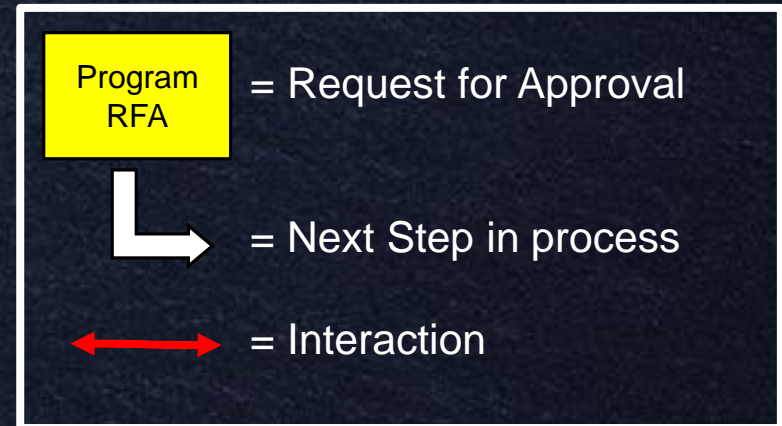 Program
RFA
= Request for Approval
= Next Step in process
= Interaction